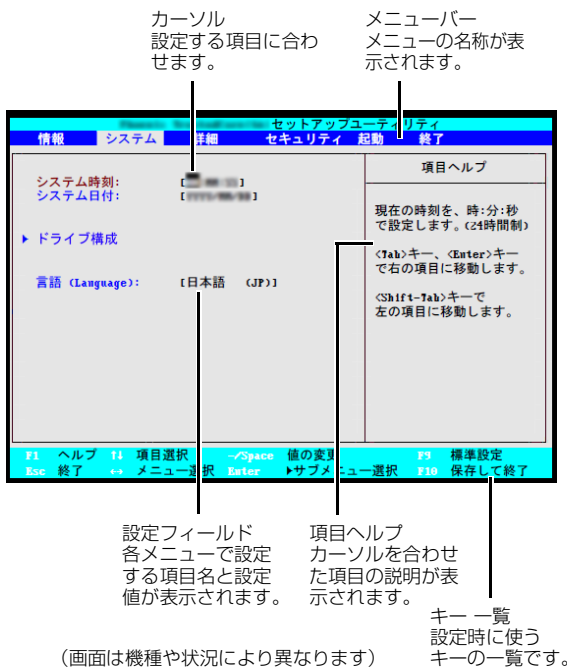 カーソル
設定する項目に合わ
せます。
メニューバー
メニューの名称が表
示されます。
セットアップユーティリティ
情報 システム 詳細 セキュリティ 起動 終了
システム時刻:
システム日付:
ドライブ構成
言語 (Language): [日本語 (JP)]
項目ヘルプ
現在の時刻を、時:分:秒
で設定します。(24時間制)
<Tab>キー、<Enter>キー
で右の項目に移動します。
<Shift-Tab>キーで
左の項目に移動します。
F1 ヘルプ ↑↓ 項目選択 -/Space 値の変更 F9 標準設定
Esc 終了 ↔ メニュー選択 Enter ▶サブメニュー選択 F10 保存して終了
設定フィールド
各メニューで設定
する項目名と設定
値が表示されます。
項目ヘルプ
カーソルを合わせ
た項目の説明が表
示されます。
キー 一覧
設定時に使う
キーの一覧です。
(画面は機種や状況により異なります)